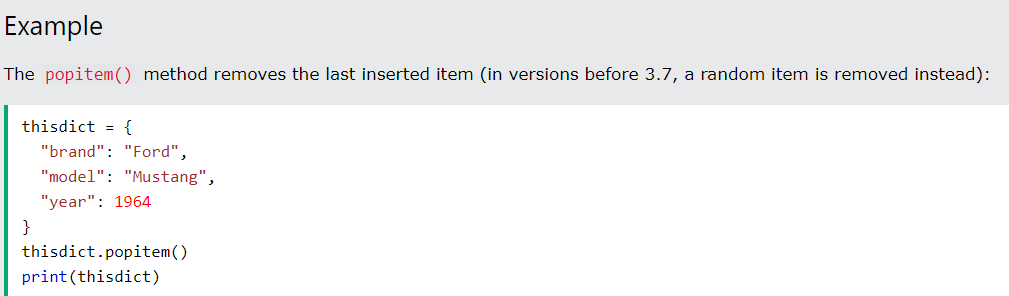 Example
The popitem() method removes the last inserted item (in versions before 3.7, a random item is removed instead):
thisdict = {
  "brand": "Ford",
  "model": "Mustang",
  "year": 1964
}
thisdict.popitem()
print(thisdict)